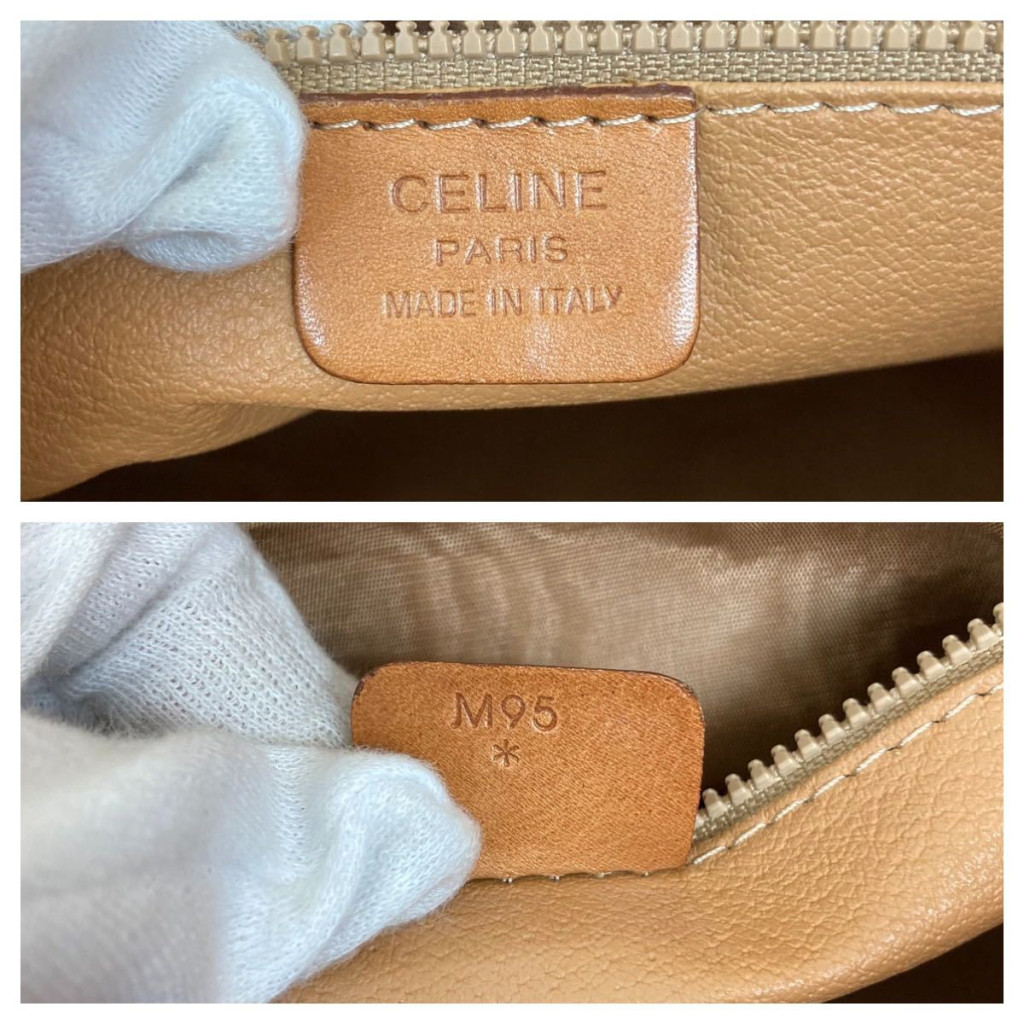 CELINE
PARIS
MADE IN ITALY
M95
*